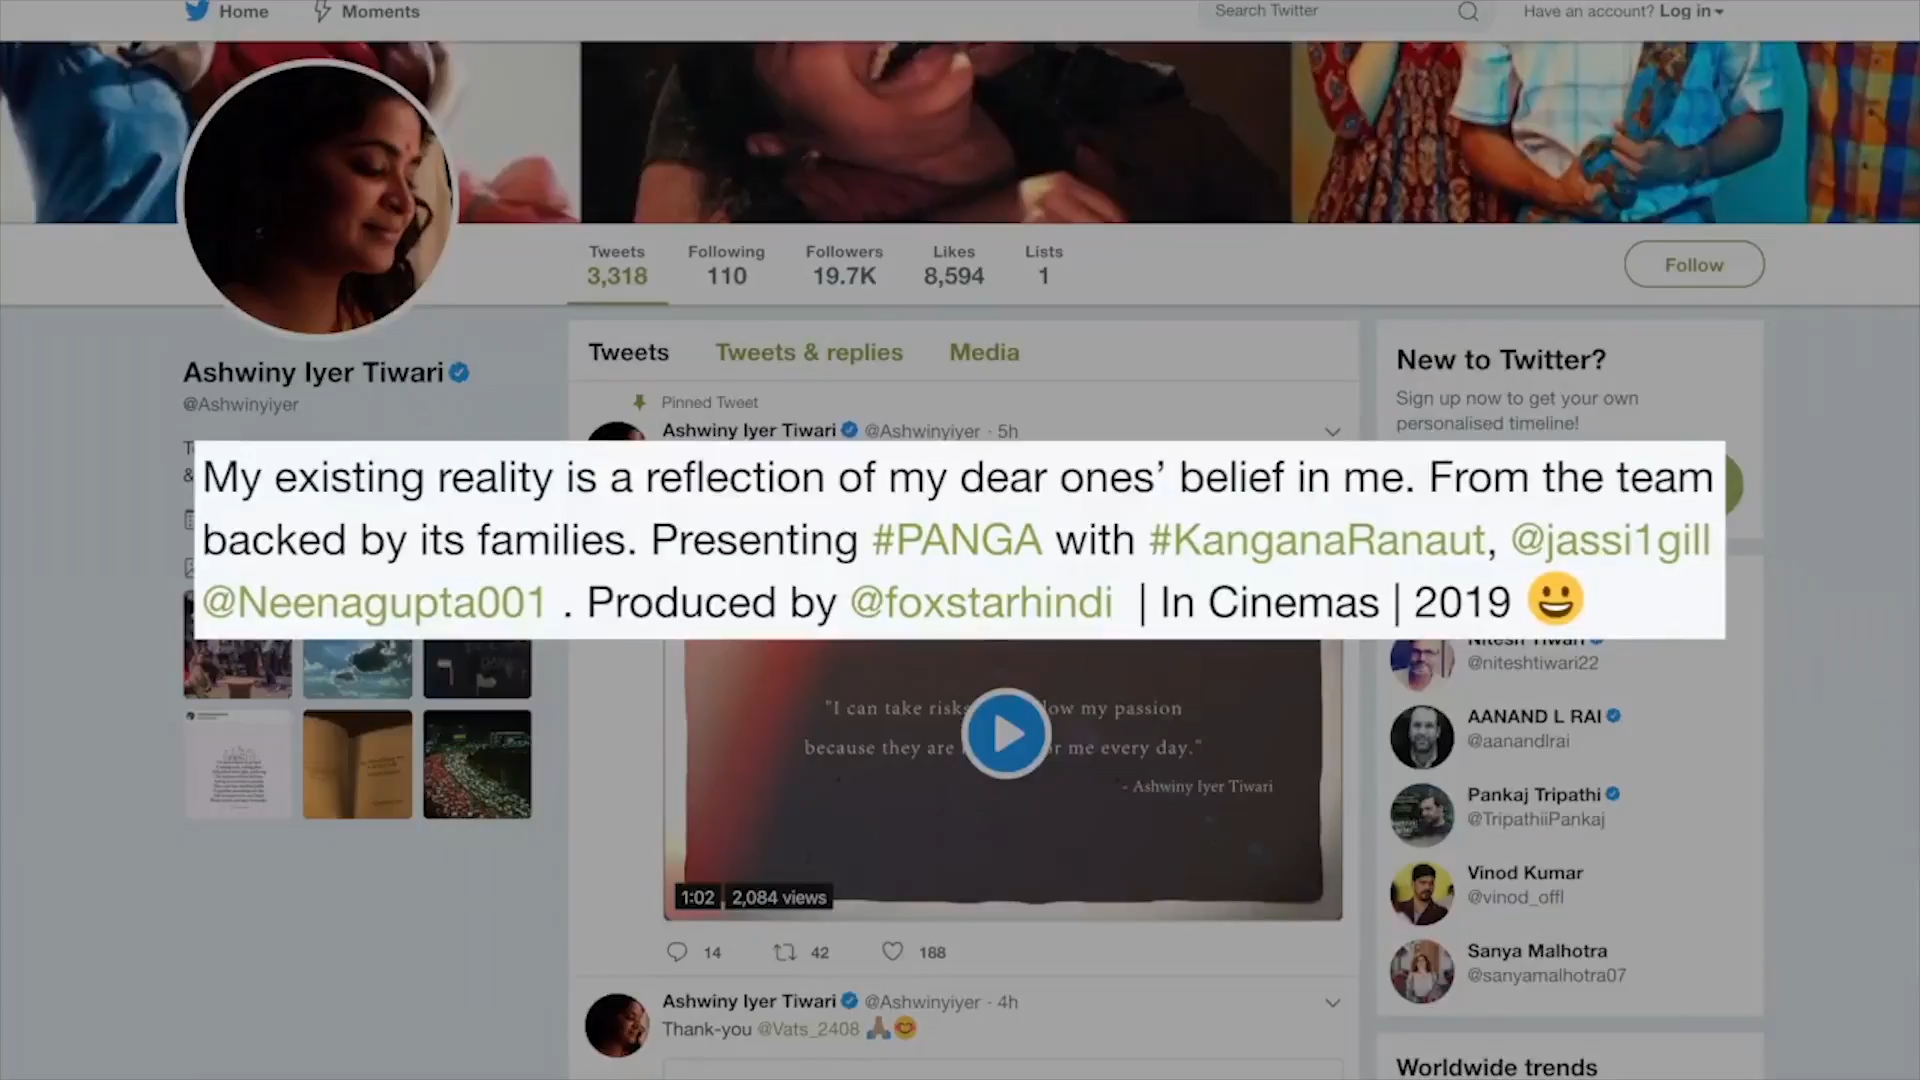 Home
Moments
Search Twitter
Have an account? Log in
Tweets
3,318
Following
110
Followers
19.7K
Likes
8,594
Lists
1
Follow
Ashwiny Iyer Tiwari
@Ashwinyiyer
Tweets
Tweets & replies
Media
Pinned Tweet
Ashwiny Iyer Tiwari @Ashwinyiyer · 5h
New to Twitter?
Sign up now to get your own
personalised timeline!
My existing reality is a reflection of my dear ones’ belief in me. From the team
backed by its families. Presenting #PANGA with #KanganaRanaut, @jassi1gill
@Neenagupta001 . Produced by @foxstarhindi | In Cinemas | 2019 😀
"I can take risks my passion
because they are me every day."
- Ashwiny Iyer Tiwari
1:02
2,084 views
14
42
188
Ashwiny Iyer Tiwari @Ashwinyiyer · 4h
Thank-you @Vats_2408 🙏😊
Nitesh Tiwari
@niteshtiwari22
AANAND L RAI
@aanandlrai
Pankaj Tripathi
@TripathiiPankaj
Vinod Kumar
@vinod_offl
Sanya Malhotra
@sanyamalhotra07
Worldwide trends